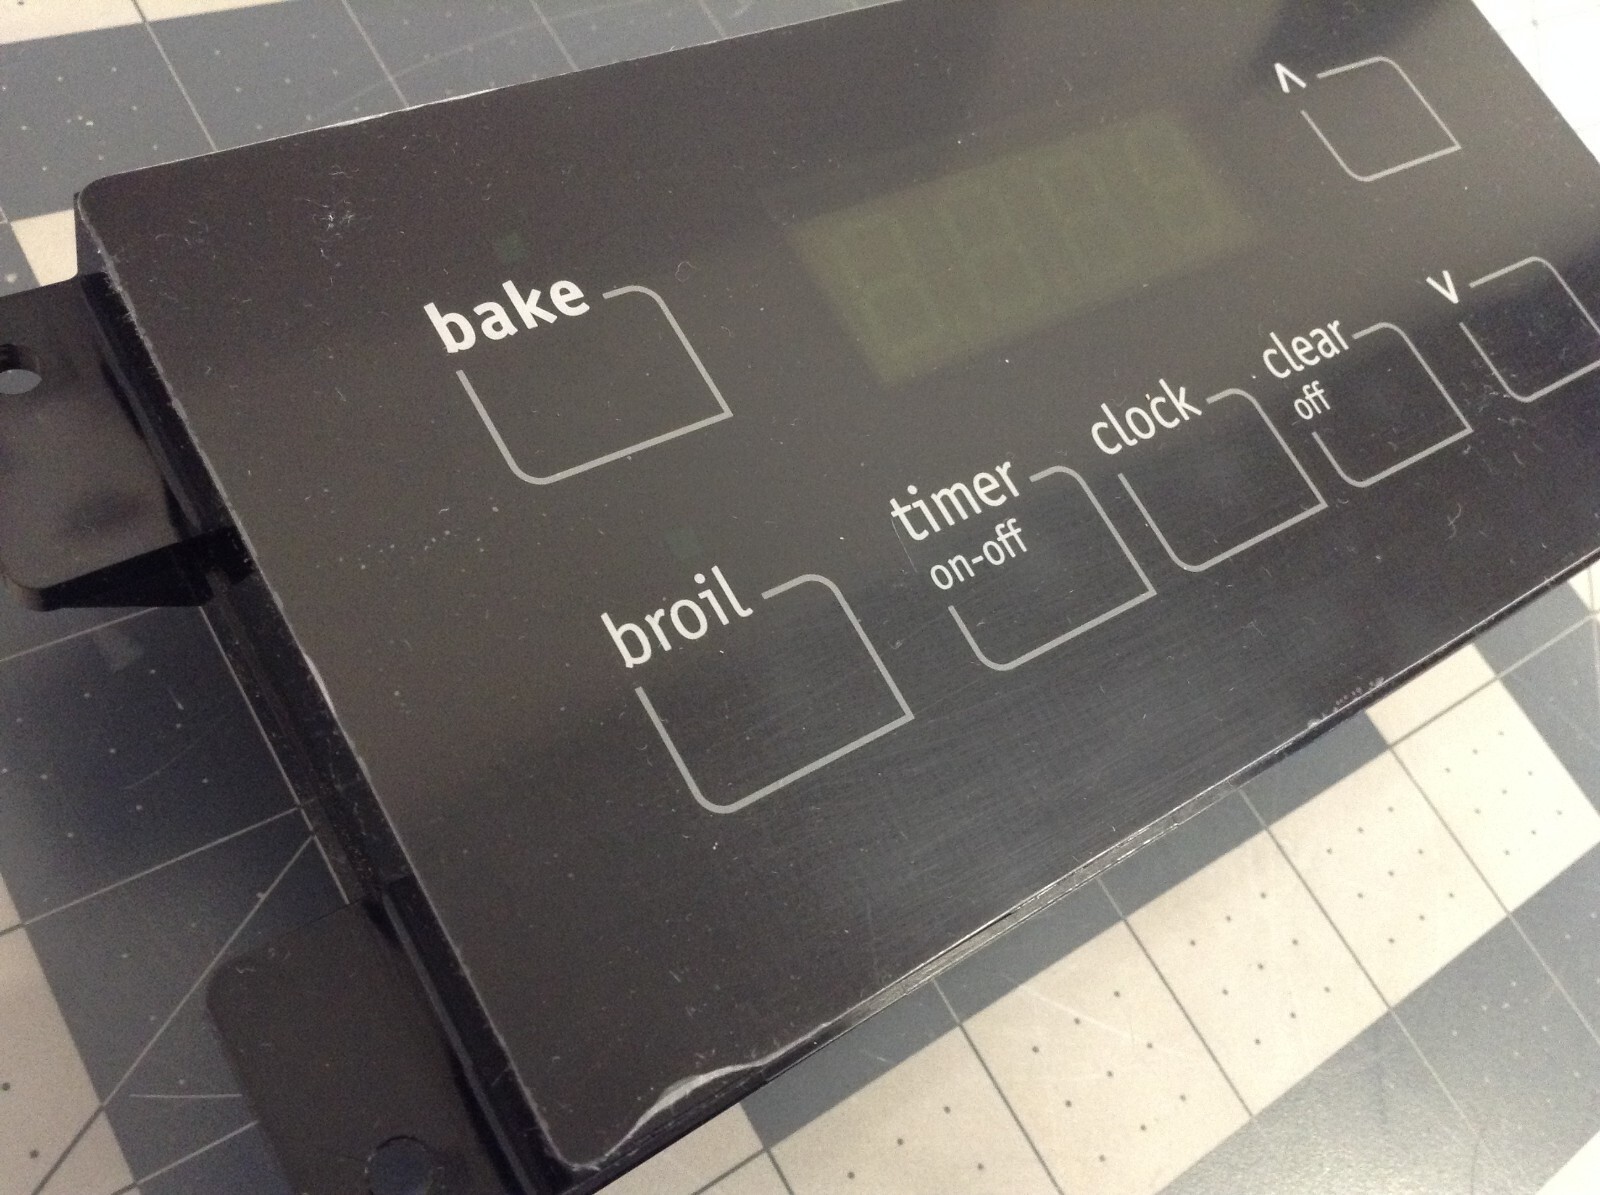 bake
broil
timer
on-off
clock
clear
off